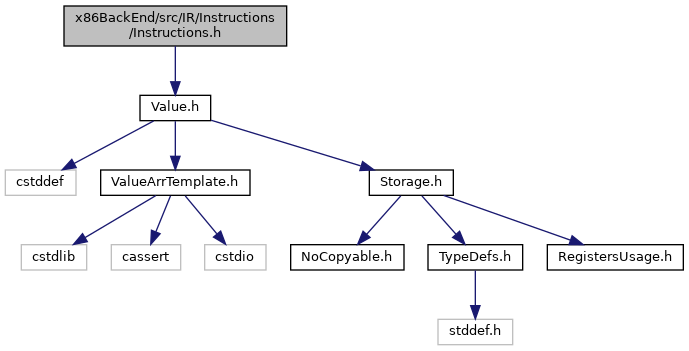 x86BackEnd/src/IR/Instructions
/Instructions.h
Value.h
cstddef
ValueArrTemplate.h
Storage.h
cstdlib
cassert
cstdio
NoCopyable.h
TypeDefs.h
RegistersUsage.h
stddef.h